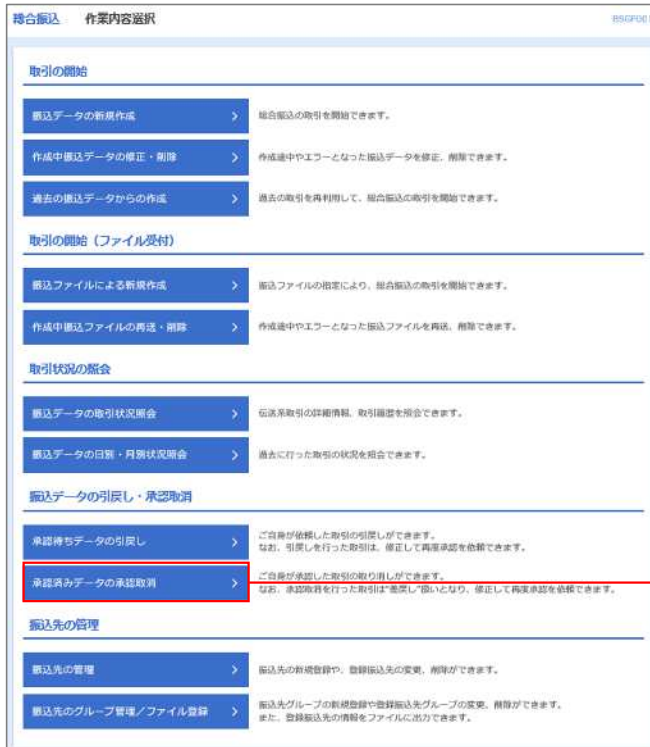 総合振込 作業内容選択 BSGF001
取引の開始
振込データの新規作成 > 総合振込の取引を開始できます。
作成中振込データの修正・削除 > 作成途中やエラーとなった振込データを修正、削除できます。
過去の振込データからの作成 > 過去の取引を再利用して、総合振込の取引を開始できます。
取引の開始（ファイル受付）
振込ファイルによる新規作成 > 振込ファイルの指定により、総合振込の取引を開始できます。
作成中振込ファイルの再送・削除 > 作成途中やエラーとなった振込ファイルを再送、削除できます。
取引状況の照会
振込データの取引状況照会 > 伝送系取引の詳細情報、取引履歴を照会できます。
振込データの日別・月別状況照会 > 過去に行った取引の状況を照会できます。
振込データの引戻し・承認取消
承認待ちデータの引戻し > ご自身が依頼した取引の引戻しができます。
なお、引戻しを行った取引は、修正して再度承認を依頼できます。
承認済みデータの承認取消 > ご自身が承認した取引の取り消しができます。
なお、承認取消を行った取引は“差戻し”扱いとなり、修正して再度承認を依頼できます。
振込先の管理
振込先の管理 > 振込先の新規登録や、登録振込先の変更、削除ができます。
振込先のグループ管理／ファイル登録 > 振込先グループの新規登録や登録振込先グループの変更、削除ができます。
また、登録振込先の情報をファイルに出力できます。